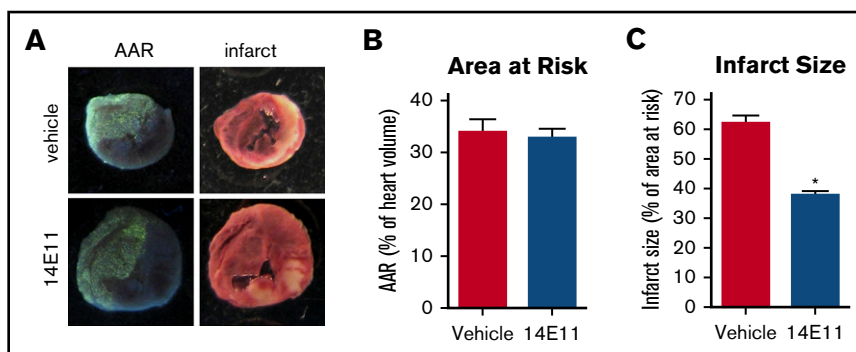 A
AAR infarct
vehicle
14E11
B
Area at Risk
AAR (% of heart volume)
40
30
20
10
0
Vehicle 14E11
C
Infarct Size
Infarct size (% of area at risk)
70
60
50
40
30
20
10
0
*
Vehicle 14E11